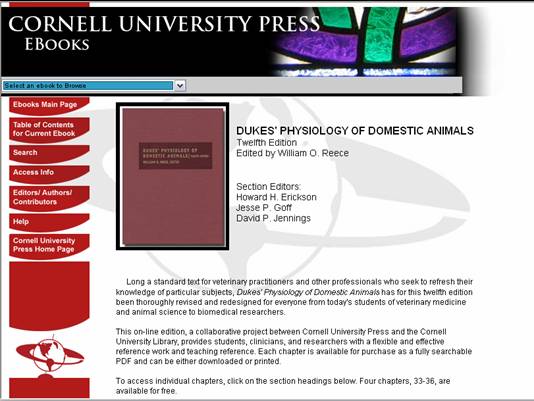 CORNELL UNIVERSITY PRESS
EBOOKS
Select an ebook to Browse
Ebooks Main Page
Table of Contents
for Current Ebook
Search
Access Info
Editors/ Authors/
Contributors
Help
Cornell University
Press Home Page
DUKES' PHYSIOLOGY OF
DOMESTIC ANIMALS
DUKES' PHYSIOLOGY OF DOMESTIC ANIMALS
Twelfth Edition
Edited by William O. Reece
Section Editors:
Howard H. Erickson
Jesse P. Goff
David P. Jennings
Long a standard text for veterinary practitioners and other professionals who seek to refresh their
knowledge of particular subjects, Dukes' Physiology of Domestic Animals has for this twelfth edition
been thoroughly revised and redesigned for everyone from today's students of veterinary medicine
and animal science to biomedical researchers.
This on-line edition, a collaborative project between Cornell University Press and the Cornell
University Library, provides students, clinicians, and researchers with a flexible and effective
reference work and teaching reference. Each chapter is available for purchase as a fully searchable
PDF and can be either downloaded or printed.
To access individual chapters, click on the section headings below. Four chapters, 33-36, are
available for free.